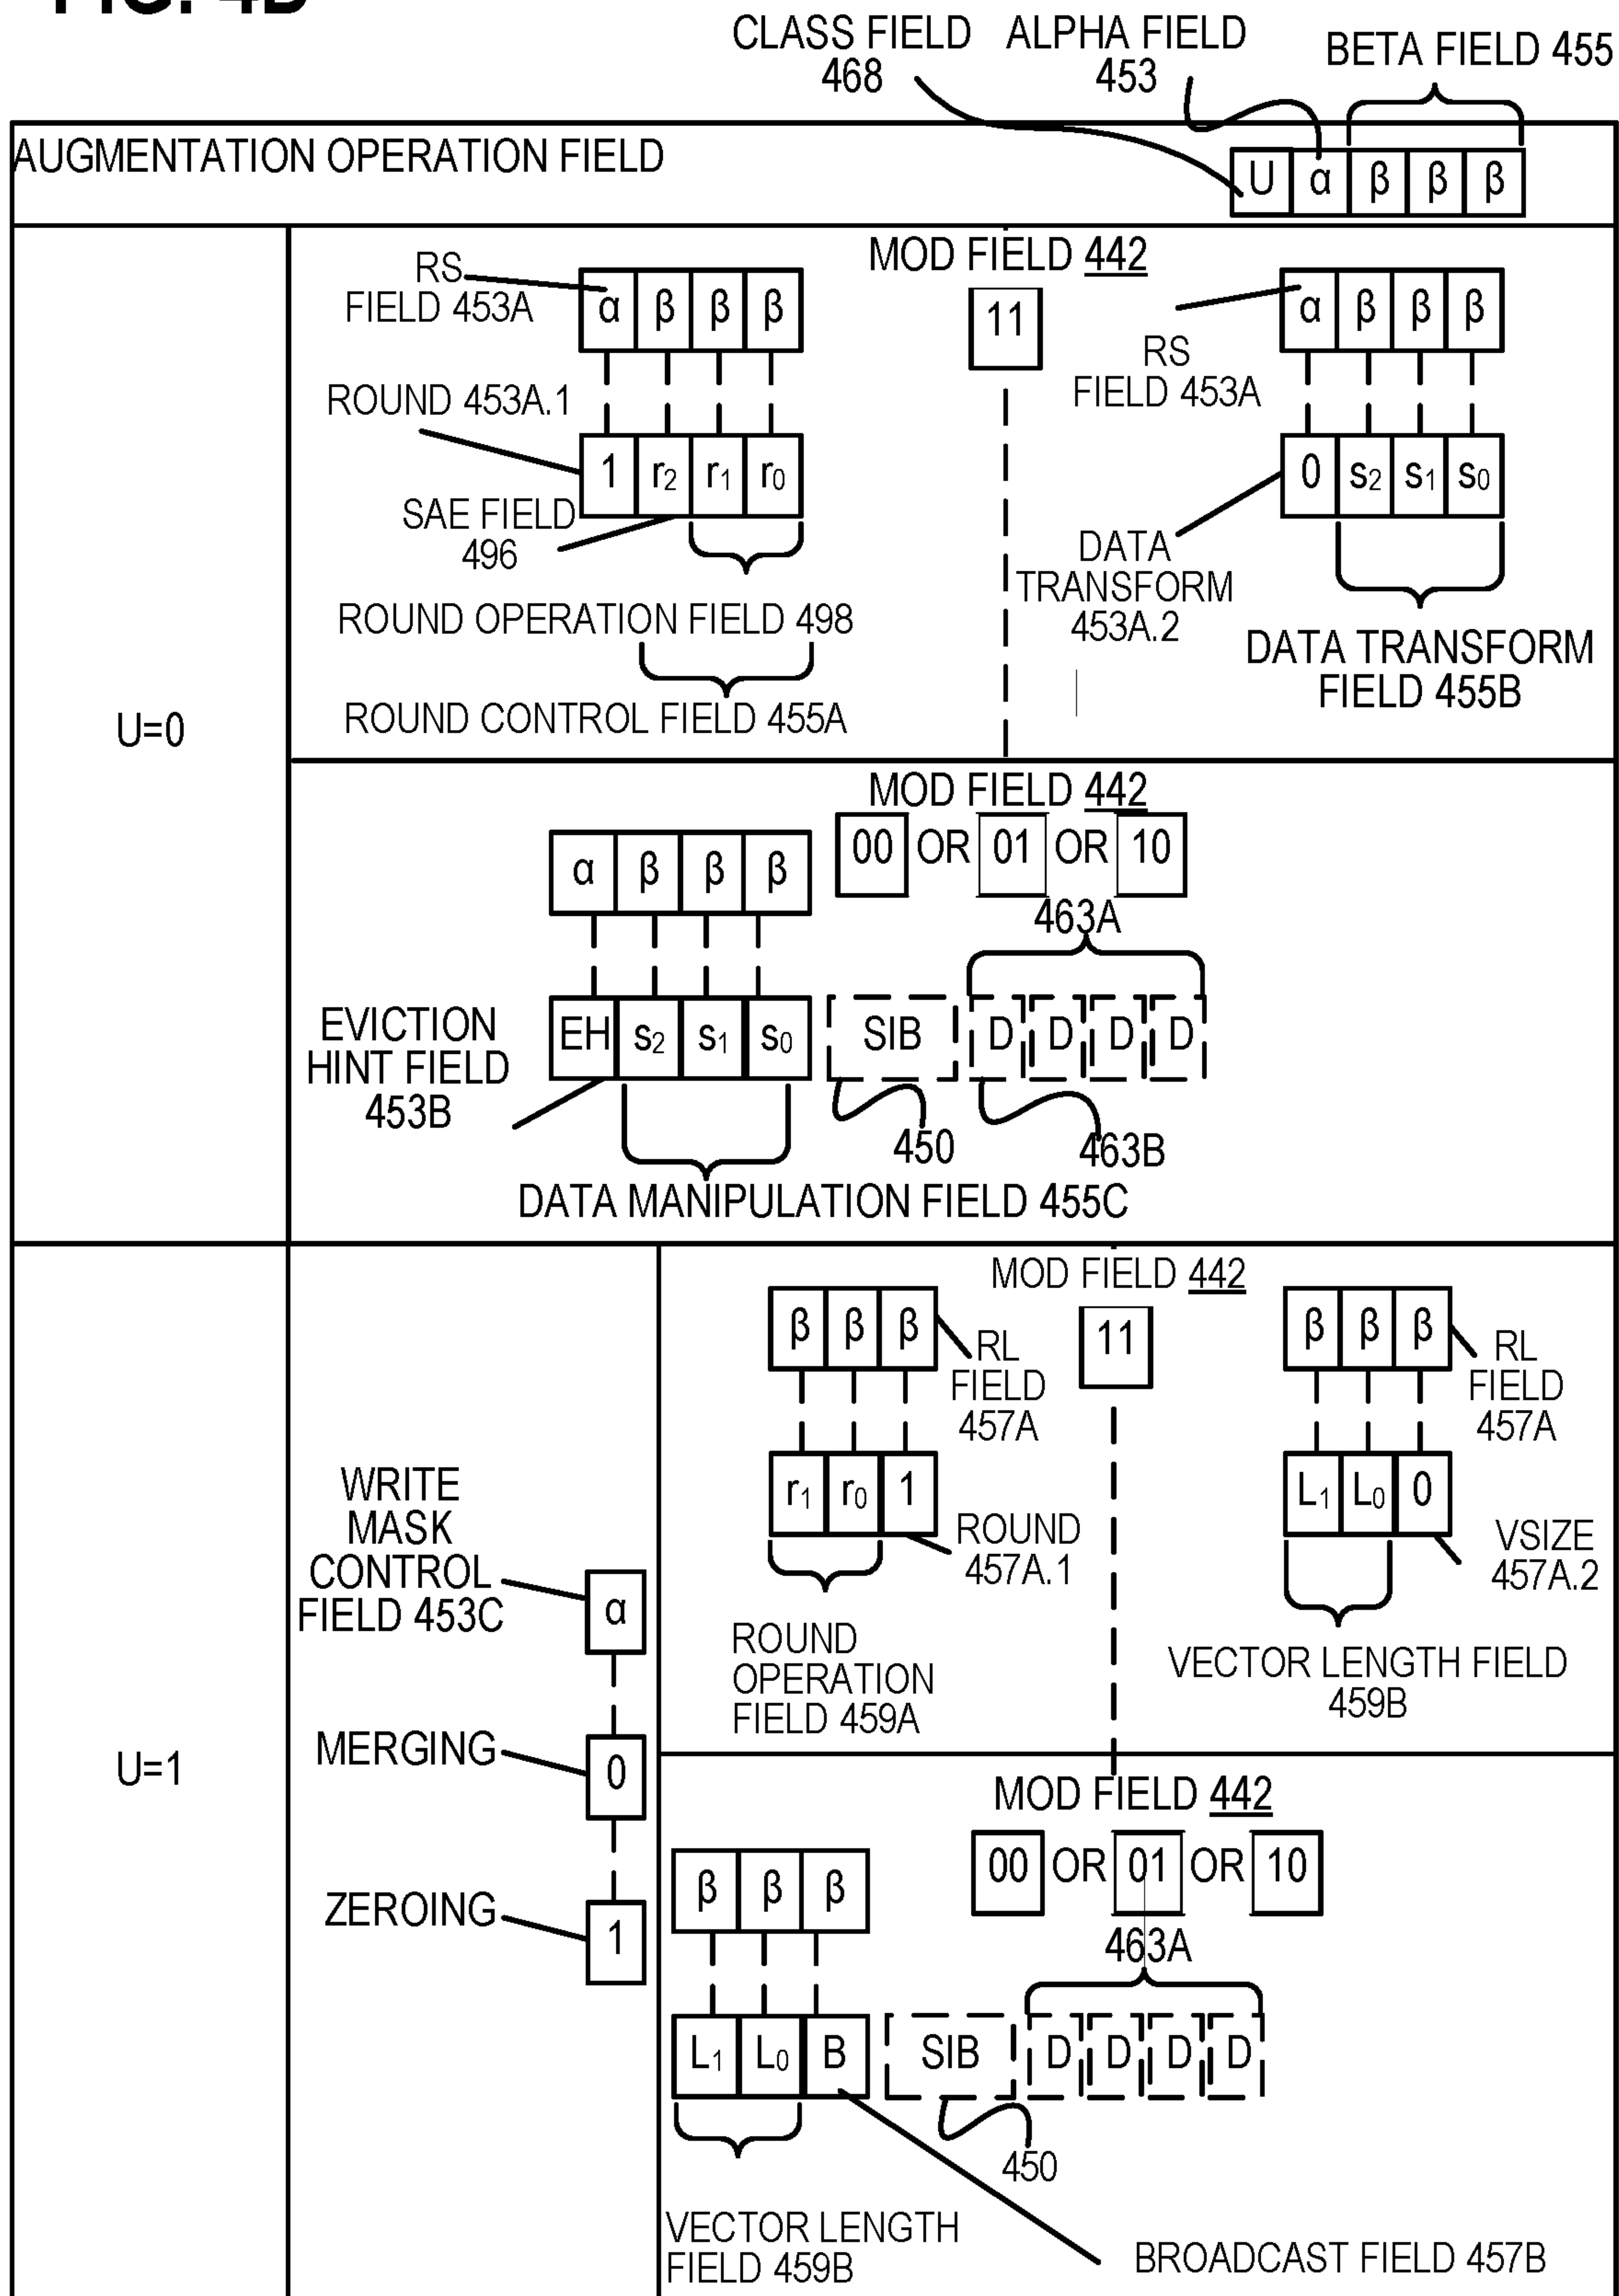 FIG. 4D
CLASS FIELD
468
ALPHA FIELD
453
BETA FIELD 455
AUGMENTATION OPERATION FIELD
U α β β β
U=0
MOD FIELD 442
11
RS
FIELD 453A
α β β β
ROUND 453A.1
1 r2 r1 r0
SAE FIELD
496
ROUND OPERATION FIELD 498
ROUND CONTROL FIELD 455A
α β β β
RS
FIELD 453A
0 s2 s1 s0
DATA
TRANSFORM
453A.2
DATA TRANSFORM
FIELD 455B
MOD FIELD 442
00 OR 01 OR 10
α β β β
463A
EVICTION
HINT FIELD
453B
EH s2 s1 s0 SIB D D D D
450
463B
DATA MANIPULATION FIELD 455C
U=1
WRITE
MASK
CONTROL
FIELD 453C
α
MERGING
0
ZEROING
1
MOD FIELD 442
11
β β β
RL
FIELD
457A
r1 r0 1
ROUND
457A.1
ROUND
OPERATION
FIELD 459A
β β β
RL
FIELD
457A
L1 L0 0
VSIZE
457A.2
VECTOR LENGTH FIELD
459B
MOD FIELD 442
00 OR 01 OR 10
β β β
463A
L1 L0 B SIB D D D D
450
VECTOR LENGTH
FIELD 459B
BROADCAST FIELD 457B